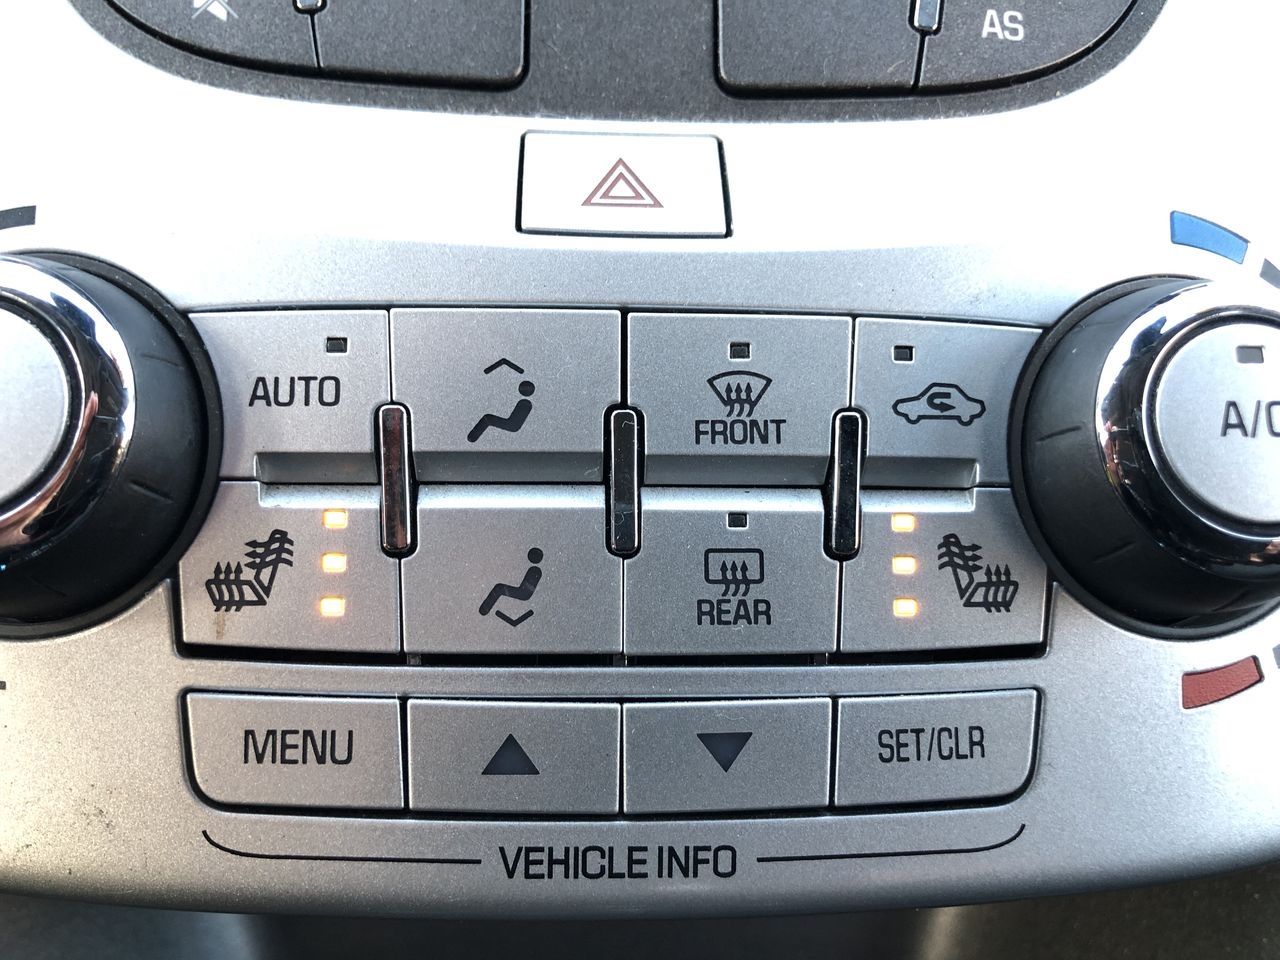 AS
AUTO
FRONT
A/C
REAR
MENU
SET/CLR
VEHICLE INFO